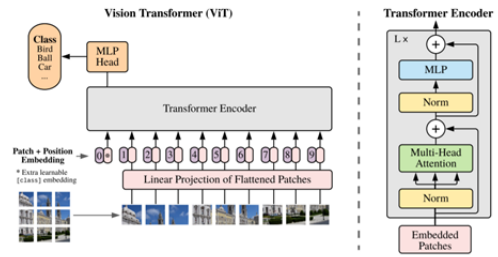 Vision Transformer (ViT)
Class
Bird
Ball
Car
...
MLP
Head
Transformer Encoder
Patch + Position
Embedding
* Extra learnable
[class] embedding
0 *
1
2
3
4
5
6
7
8
9
Linear Projection of Flattened Patches
Transformer Encoder
L x
+
MLP
Norm
+
Multi-Head
Attention
Norm
Embedded
Patches